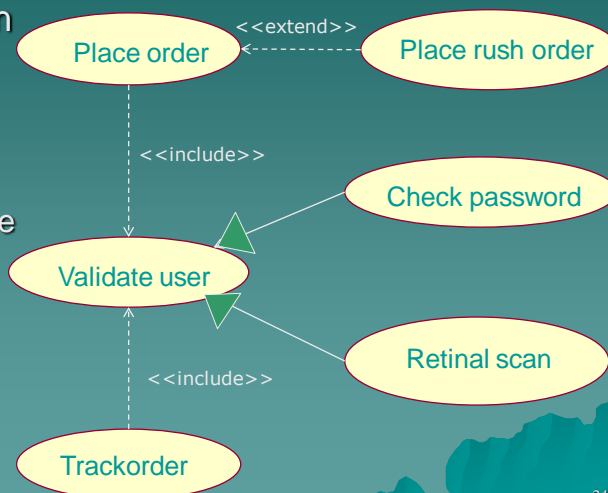 <<extend>>
Place order
Place rush order
<<include>>
Check password
Validate user
Retinal scan
<<include>>
Trackorder